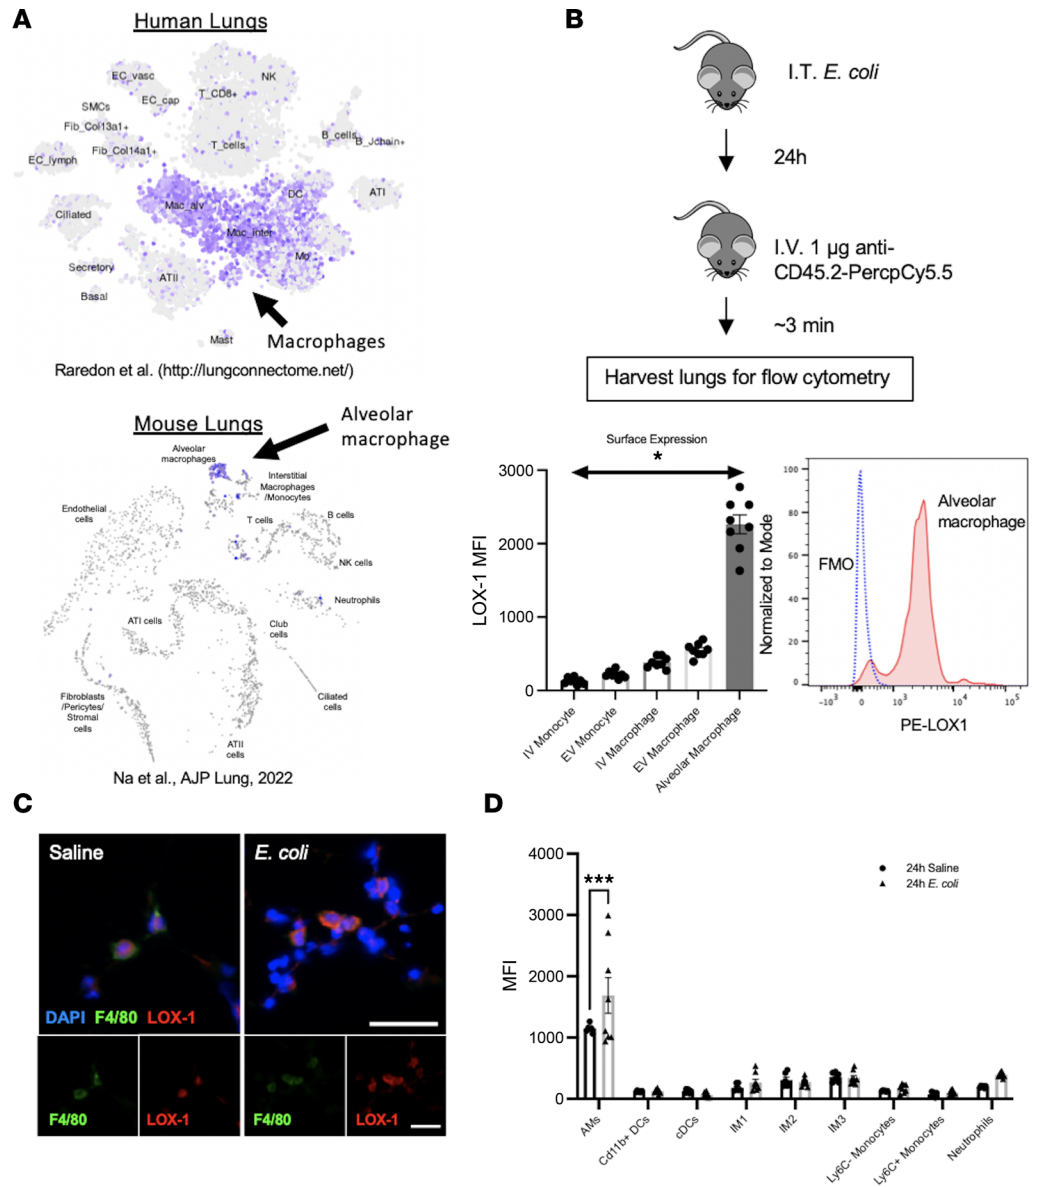 A
Human Lungs
EC_vasc
NK
EC_cap
T_CD8+
SMCs
Fib_Col13a1+
B_cells
B_Jchain+
Fib_Col14a1+
T_cells
EC_lymph
DC
ATI
Mac_alv
Ciliated
Mac_inter
Mo
Secretory
ATII
Basal
Mast
Macrophages
Raredon et al. (http://lungconnectome.net/)
Mouse Lungs
Alveolar
macrophage
Alveolar
macrophages
Interstitial
Macrophages
/Monocytes
Endothelial
cells
T cells
B cells
NK cells
Neutrophils
ATI cells
Club
cells
Fibroblasts
/Pericytes/
Stromal
cells
Ciliated
cells
ATII
cells
Na et al., AJP Lung, 2022
B
I.T. E. coli
24h
I.V. 1 µg anti-
CD45.2-PercpCy5.5
~3 min
Harvest lungs for flow cytometry
Surface Expression
*
LOX-1 MFI
3000
2000
1000
0
IV Monocyte
EV Monocyte
IV Macrophage
EV Macrophage
Alveolar Macrophage
Normalized to Mode
100
80
60
40
20
0
FMO
Alveolar
macrophage
-10³ 0 10³ 10⁴ 10⁵
PE-LOX1
C
Saline
E. coli
DAPI F4/80 LOX-1
F4/80
LOX-1
F4/80
LOX-1
D
MFI
4000
3000
2000
1000
0
***
24h Saline
24h E. coli
AMs
Cd11b+ DCs
cDCs
IM1
IM2
IM3
Ly6C- Monocytes
Ly6C+ Monocytes
Neutrophils